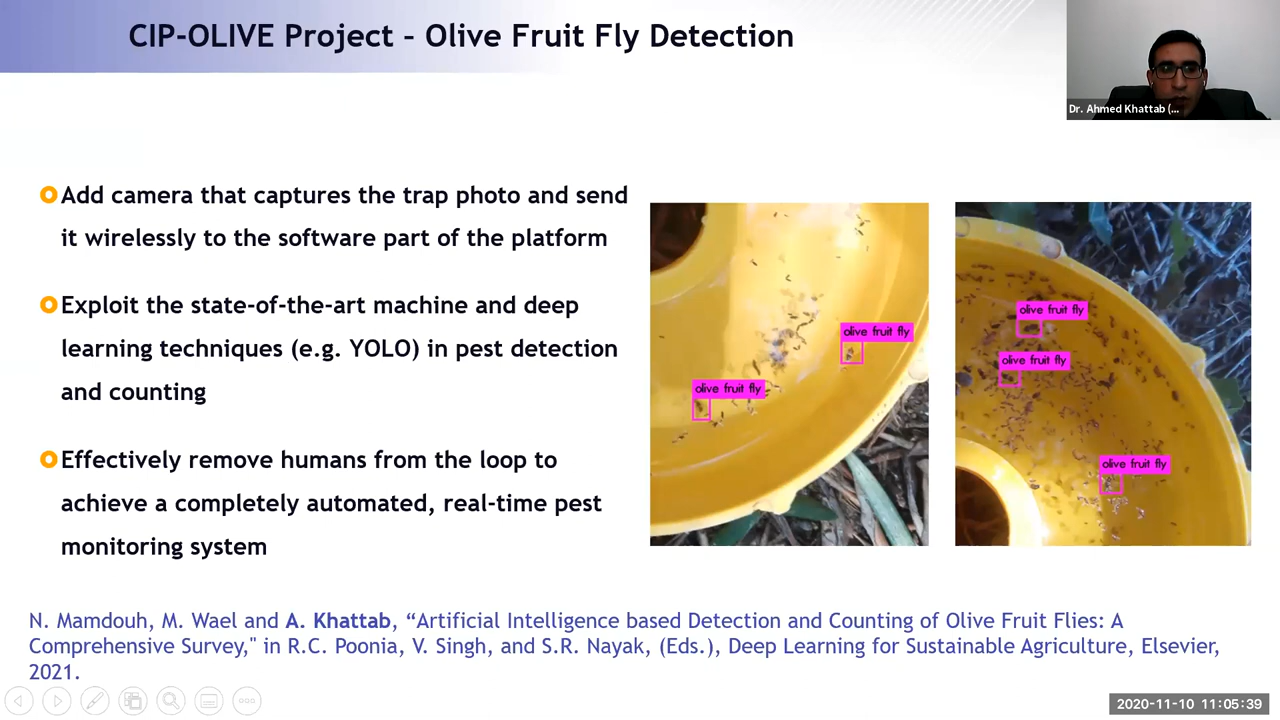 CIP-OLIVE Project – Olive Fruit Fly Detection
Dr. Ahmed Khattab (...
Add camera that captures the trap photo and send
it wirelessly to the software part of the platform
Exploit the state-of-the-art machine and deep
learning techniques (e.g. YOLO) in pest detection
and counting
Effectively remove humans from the loop to
achieve a completely automated, real-time pest
monitoring system
olive fruit fly
olive fruit fly
olive fruit fly
olive fruit fly
olive fruit fly
N. Mamdouh, M. Wael and A. Khattab, “Artificial Intelligence based Detection and Counting of Olive Fruit Flies: A
Comprehensive Survey," in R.C. Poonia, V. Singh, and S.R. Nayak, (Eds.), Deep Learning for Sustainable Agriculture, Elsevier,
2021.
2020-11-10 11:05:39